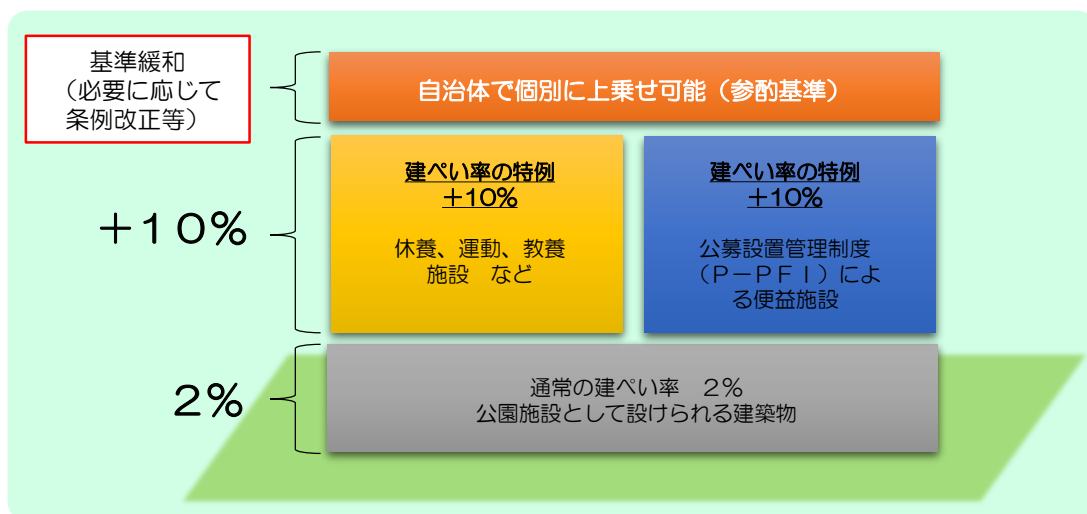 基準緩和
（必要に応じて
条例改正等）
自治体で個別に上乗せ可能（参酌基準）
＋１０％
建ぺい率の特例
＋10％
休養、運動、教養
施設　など
建ぺい率の特例
＋10％
公募設置管理制度
（Ｐ－ＰＦＩ）によ
る便益施設
２％
通常の建ぺい率　２％
公園施設として設けられる建築物